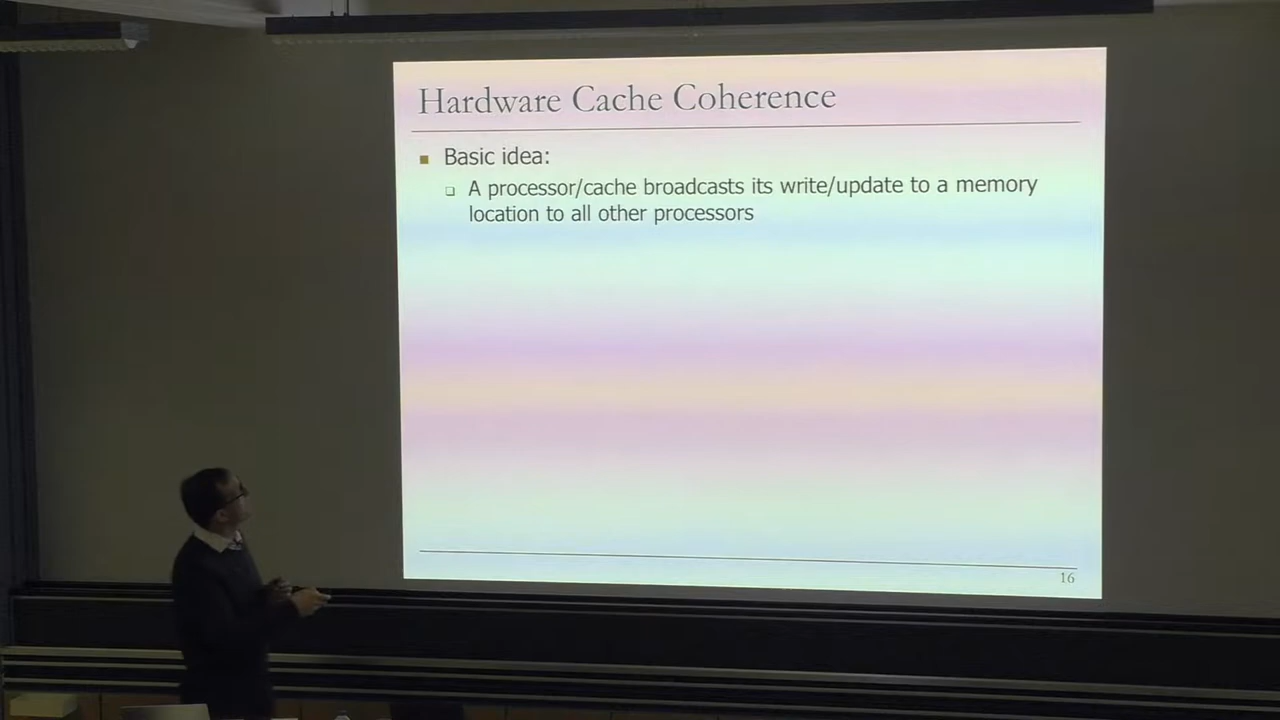 Hardware Cache Coherence
Basic idea:
A processor/cache broadcasts its write/update to a memory
location to all other processors
16